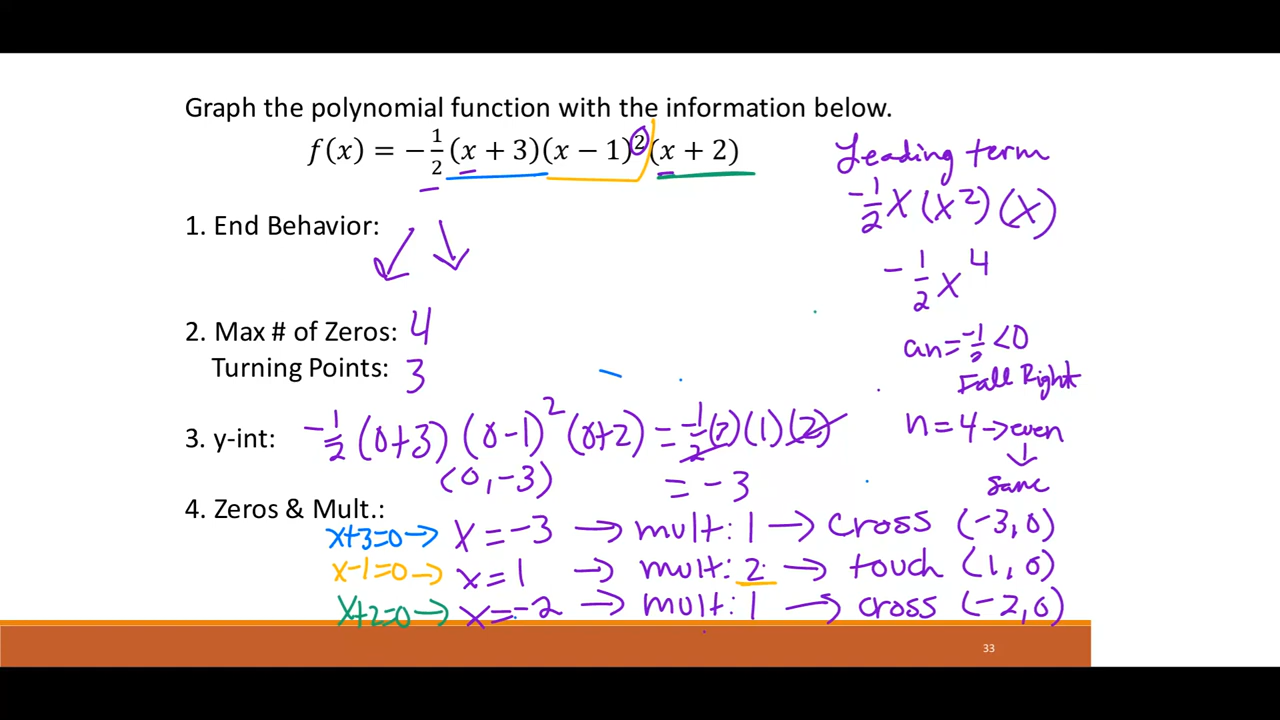 Graph the polynomial function with the information below.
f(x) = -1/2(x + 3)(x − 1)²(x + 2)
Leading term
-1/2 x(x²)(x)
-1/2 x⁴
1. End Behavior:
an = -1/2 < 0
Fall Right
2. Max # of Zeros: 4
Turning Points: 3
n = 4 → even
↓
same
3. y-int: -1/2 (0+3)(0-1)²(0+2) = -1/2 (3)(1)(2)
(0, -3) = -3
4. Zeros & Mult.:
x+3=0 → x = -3 → mult: 1 → cross (-3, 0)
x-1=0 → x = 1 → mult: 2 → touch (1, 0)
x+2=0 → x = -2 → mult: 1 → cross (-2, 0)
33